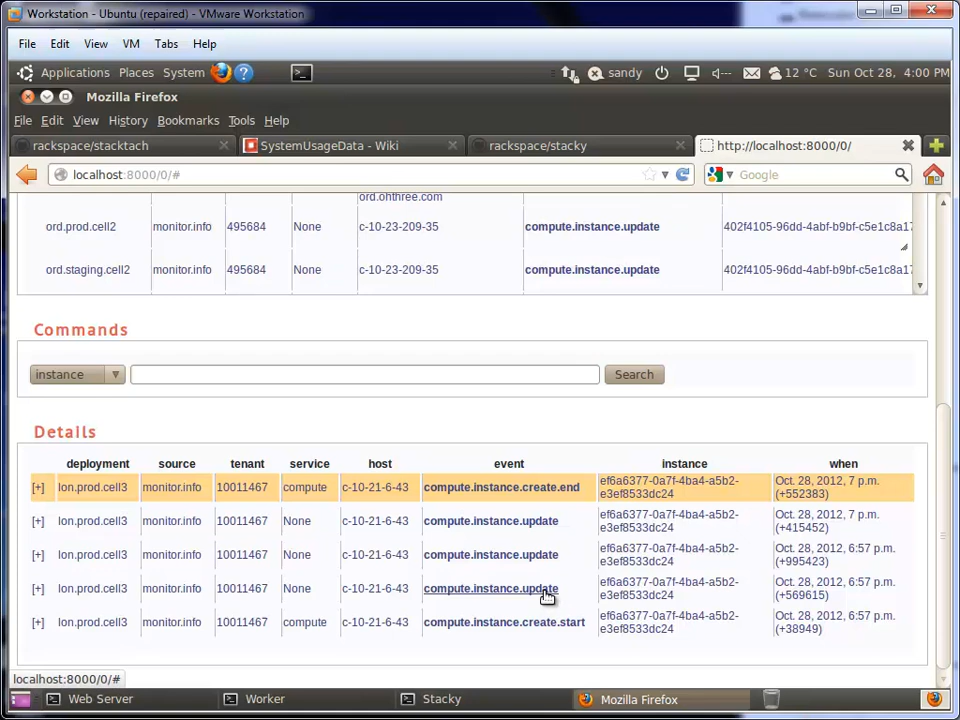 Workstation - Ubuntu (repaired) - VMware Workstation
File Edit View VM Tabs Help
Applications Places System ? sandy 12 °C Sun Oct 28, 4:00 PM
Mozilla Firefox
File Edit View History Bookmarks Tools Help
rackspace/stacktach SystemUsageData - Wiki rackspace/stacky http://localhost:8000/0/
localhost:8000/0/# Google
ord.ohthree.com
ord.prod.cell2 monitor.info 495684 None c-10-23-209-35 compute.instance.update 402f4105-96dd-4abf-b9bf-c5e1c8a17
ord.staging.cell2 monitor.info 495684 None c-10-23-209-35 compute.instance.update 402f4105-96dd-4abf-b9bf-c5e1c8a17
Commands
instance Search
Details
deployment source tenant service host event instance when
[+] lon.prod.cell3 monitor.info 10011467 compute c-10-21-6-43 compute.instance.create.end ef6a6377-0a7f-4ba4-a5b2- Oct. 28, 2012, 7 p.m.
e3ef8533dc24 (+552383)
[+] lon.prod.cell3 monitor.info 10011467 None c-10-21-6-43 compute.instance.update ef6a6377-0a7f-4ba4-a5b2- Oct. 28, 2012, 7 p.m.
e3ef8533dc24 (+415452)
[+] lon.prod.cell3 monitor.info 10011467 None c-10-21-6-43 compute.instance.update ef6a6377-0a7f-4ba4-a5b2- Oct. 28, 2012, 6:57 p.m.
e3ef8533dc24 (+995423)
[+] lon.prod.cell3 monitor.info 10011467 None c-10-21-6-43 compute.instance.update ef6a6377-0a7f-4ba4-a5b2- Oct. 28, 2012, 6:57 p.m.
e3ef8533dc24 (+569615)
[+] lon.prod.cell3 monitor.info 10011467 compute c-10-21-6-43 compute.instance.create.start ef6a6377-0a7f-4ba4-a5b2- Oct. 28, 2012, 6:57 p.m.
e3ef8533dc24 (+38949)
localhost:8000/0/#
Web Server Worker Stacky Mozilla Firefox